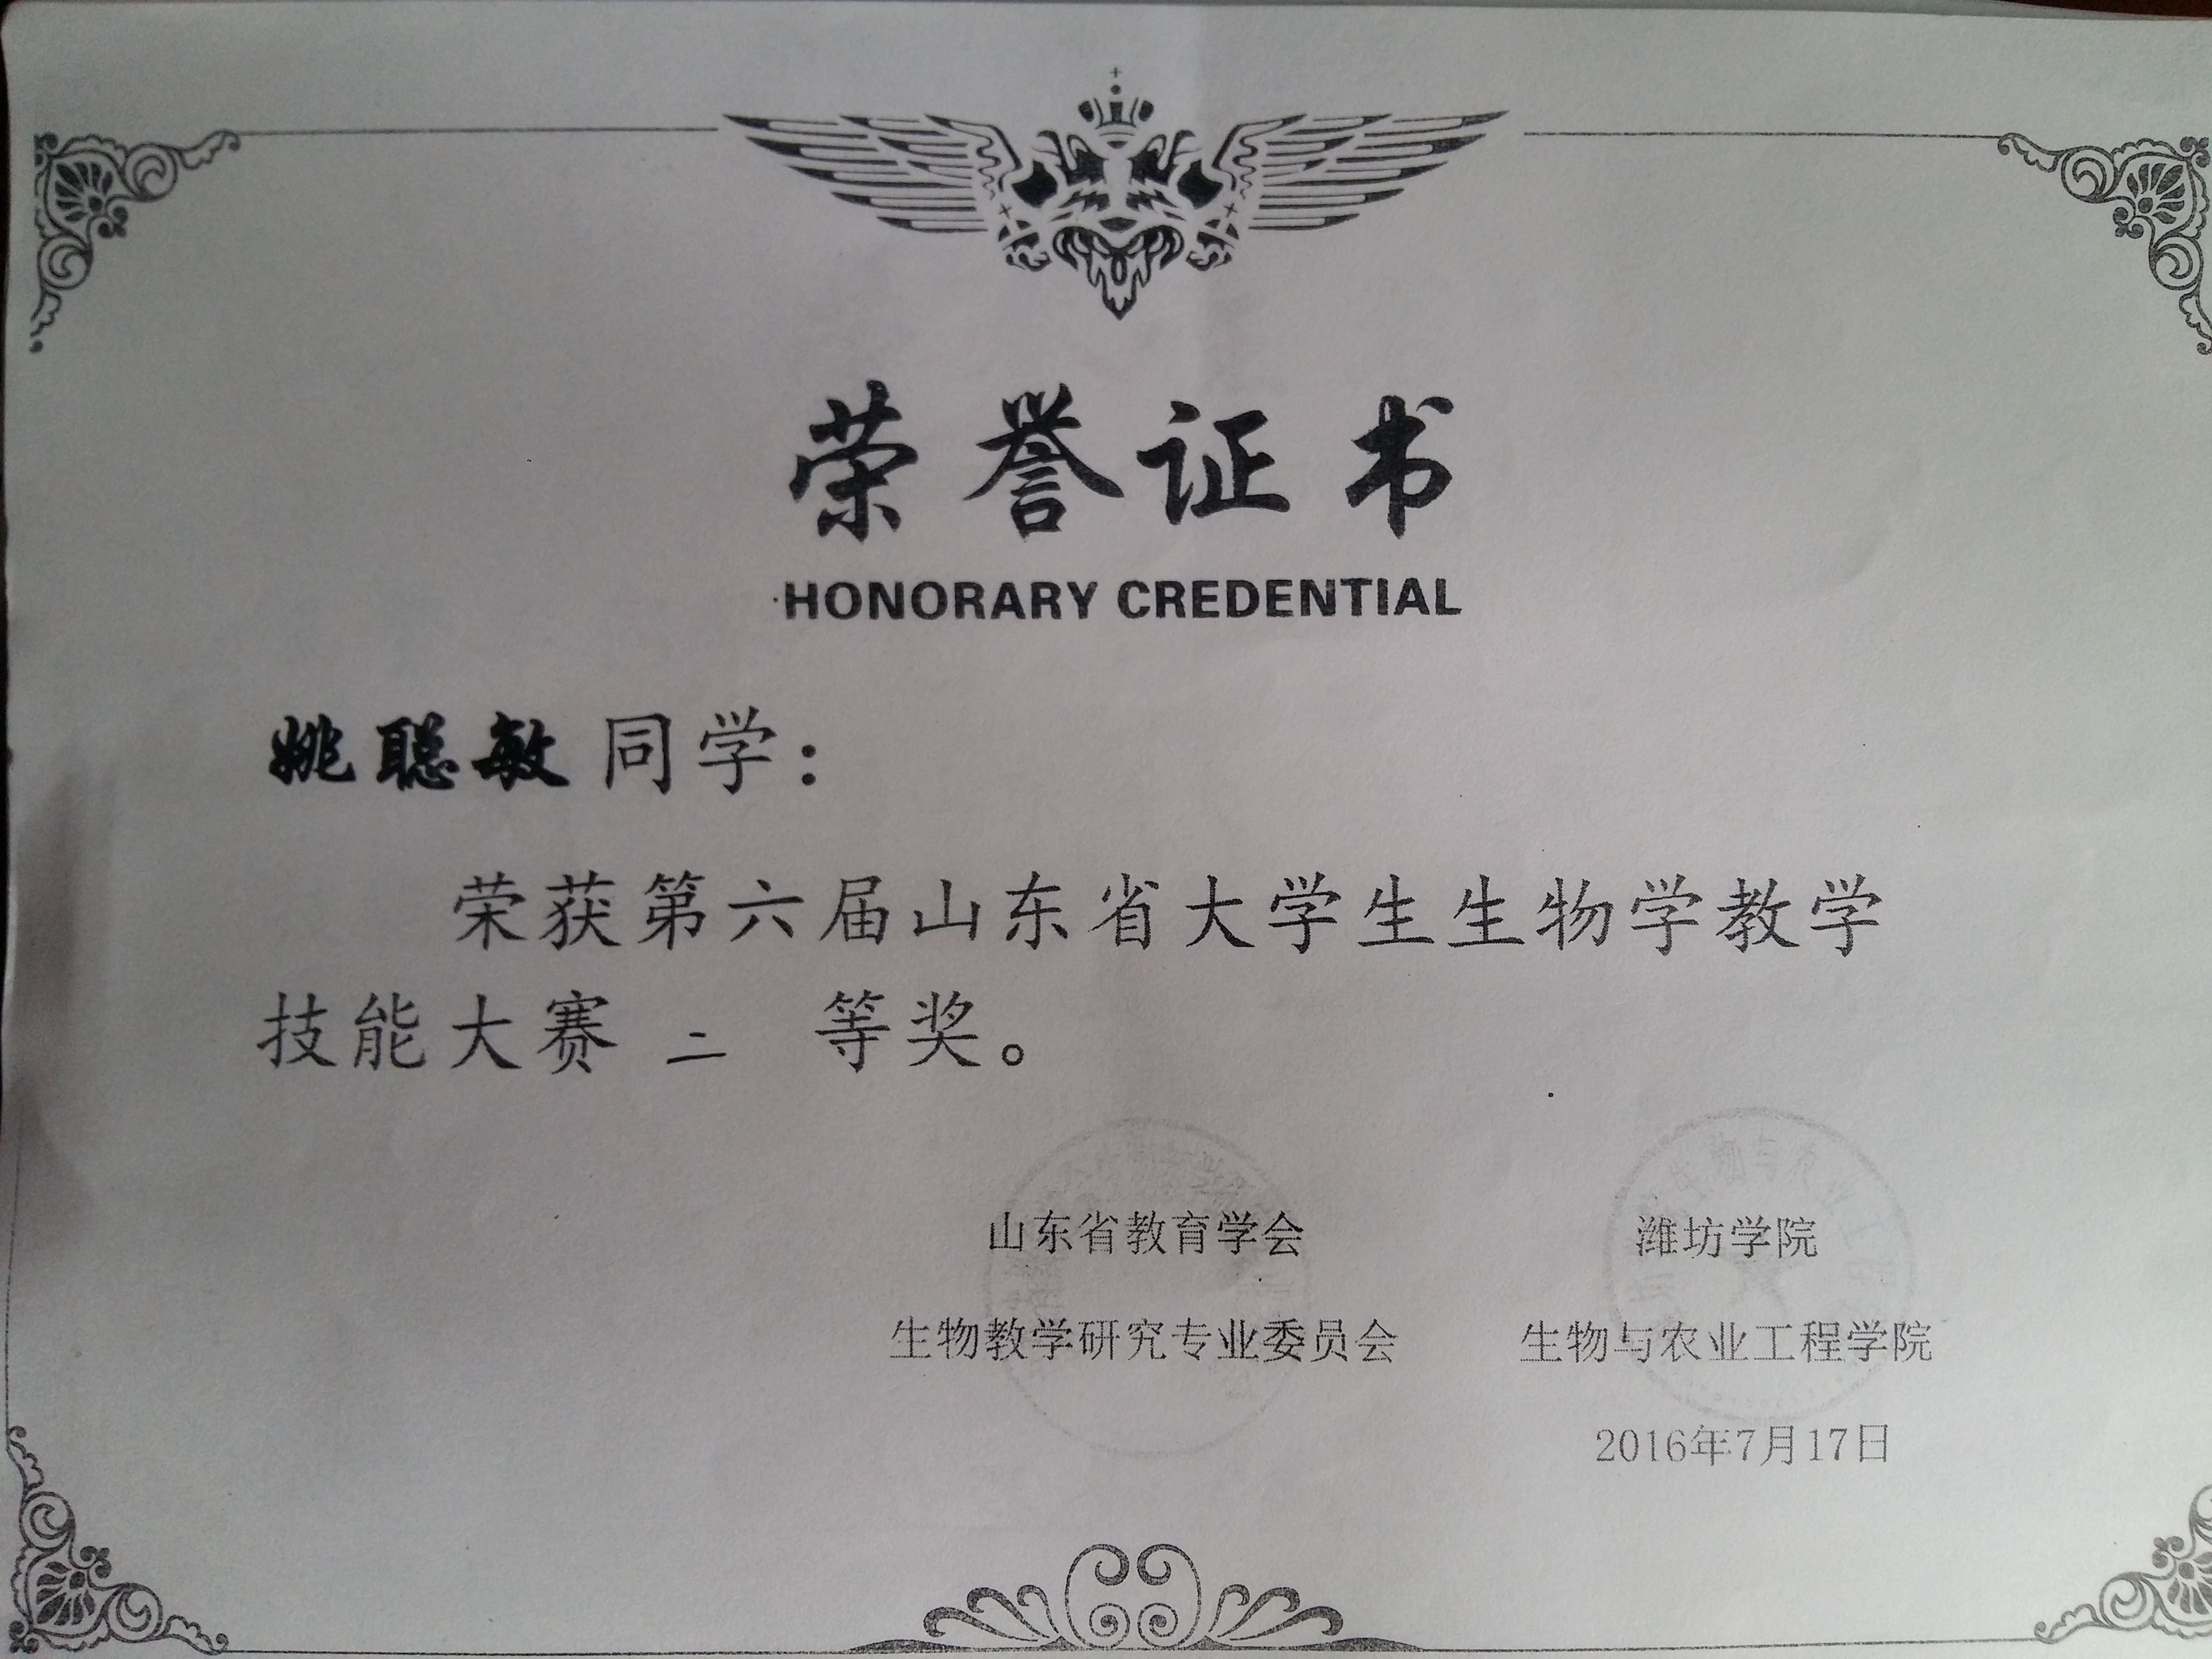 荣誉证书
HONORARY CREDENTIAL
姚聪敏同学：
荣获第六届山东省大学生生物学教学
技能大赛 二 等奖。
山东省教育学会 潍坊学院
生物教学研究专业委员会 生物与农业工程学院
2016年7月17日